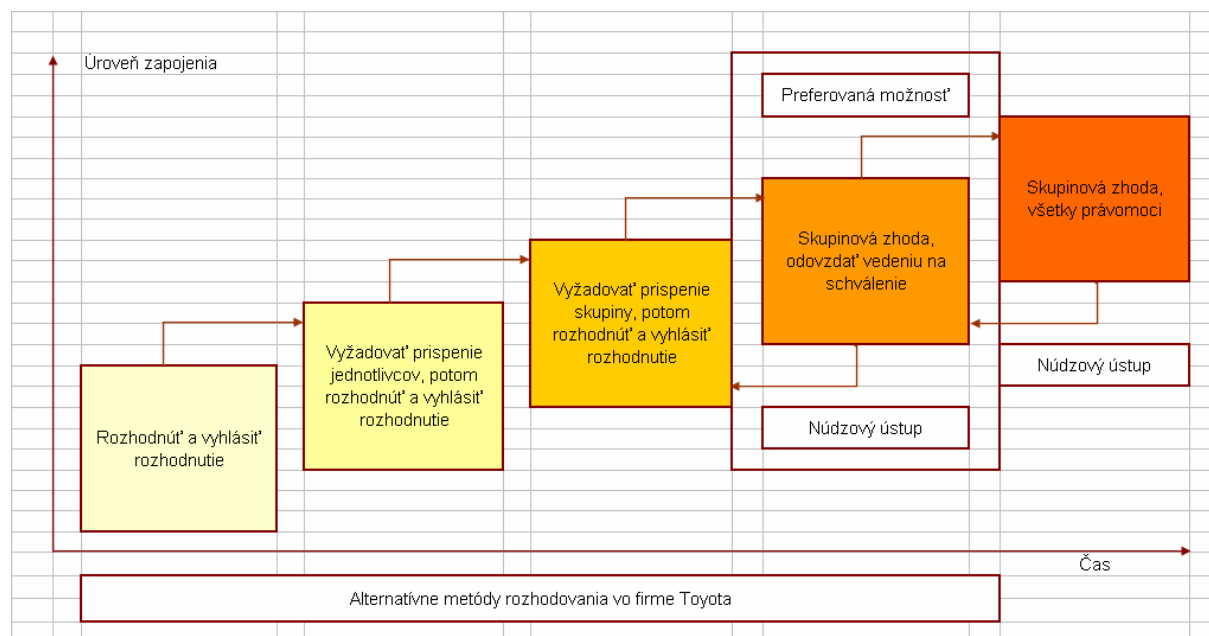 Úroveň zapojenia
Preferovaná možnosť
Skupinová zhoda,
všetky právomoci
Skupinová zhoda,
odovzdať vedeniu na
schválenie
Vyžadovať prispenie
skupiny, potom
rozhodnúť a vyhlásiť
rozhodnutie
Vyžadovať prispenie
jednotlivcov, potom
rozhodnúť a vyhlásiť
rozhodnutie
Rozhodnúť a vyhlásiť
rozhodnutie
Núdzový ústup
Núdzový ústup
Čas
Alternatívne metódy rozhodovania vo firme Toyota